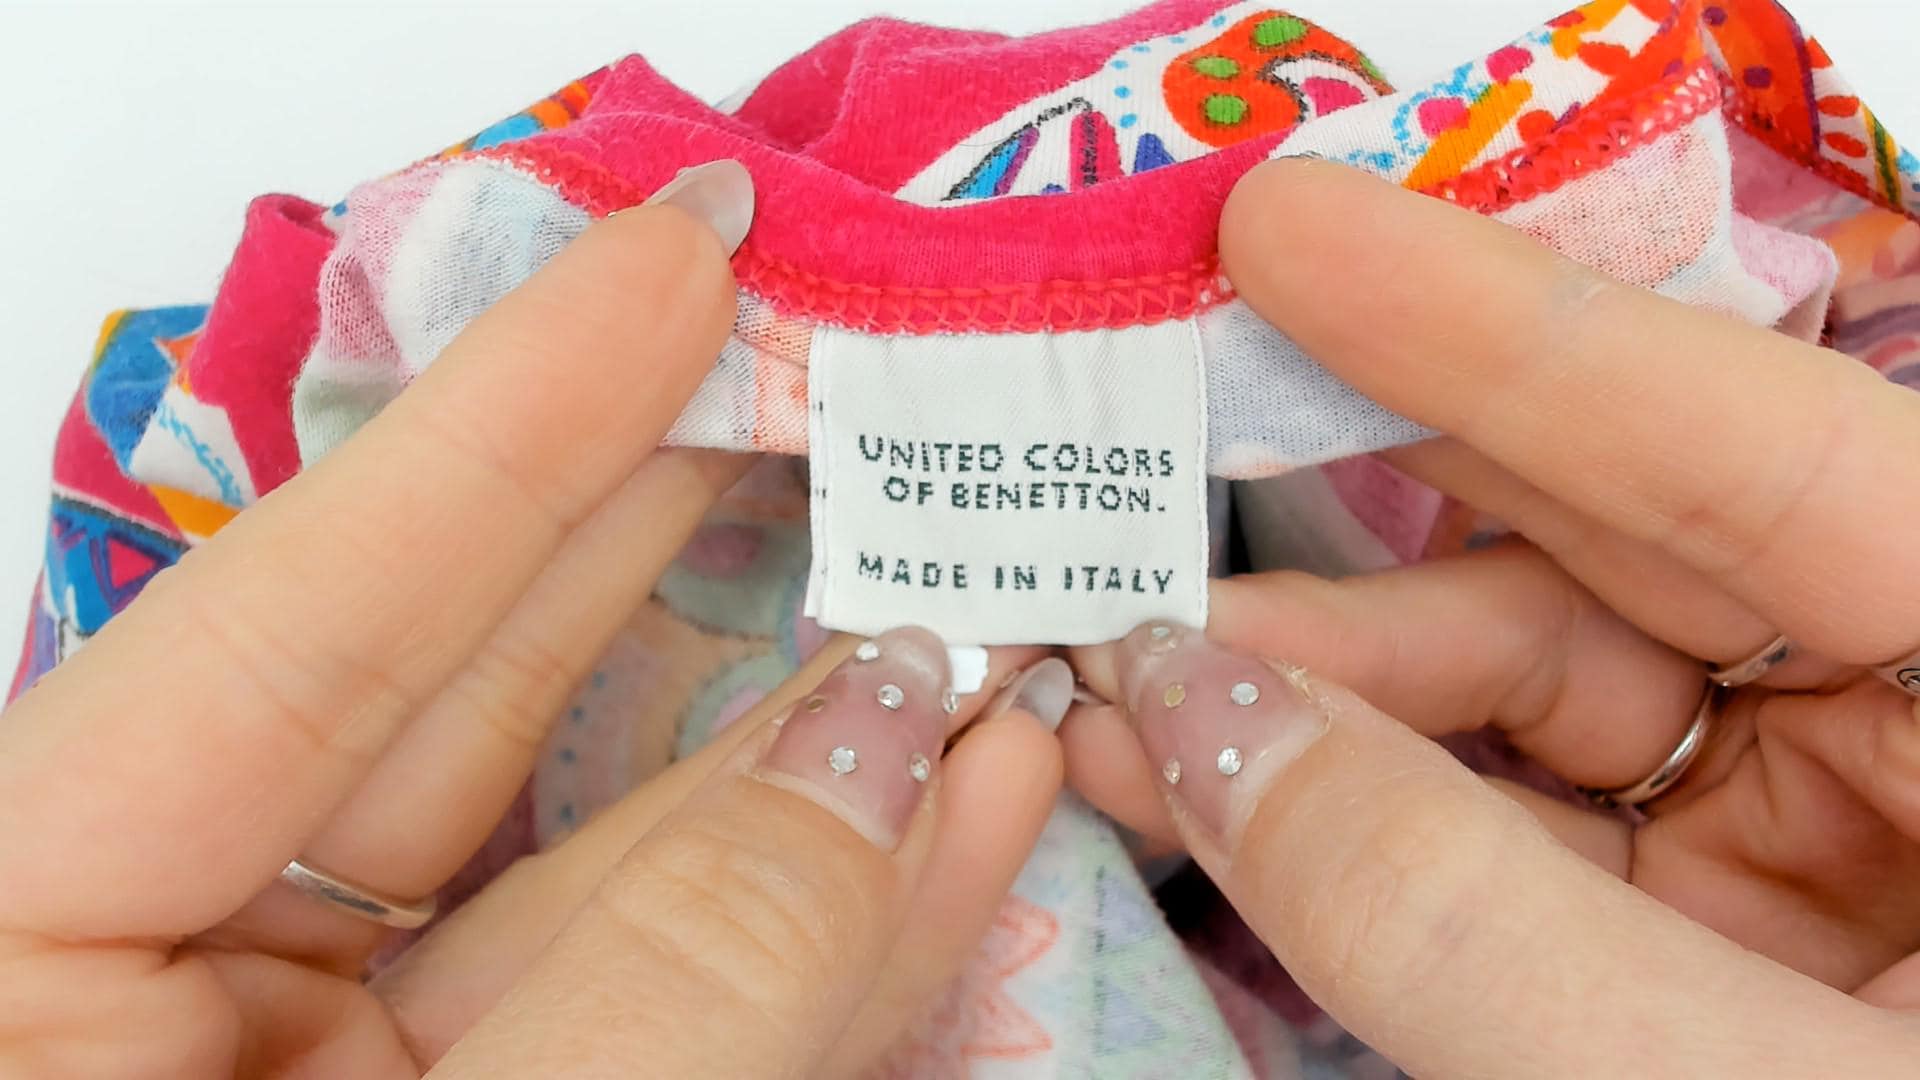 UNITED COLORS
OF BENETTON.
MADE IN ITALY